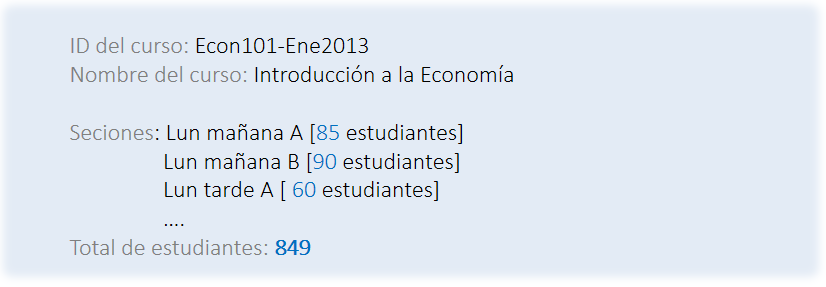 ID del curso: Econ101-Ene2013
Nombre del curso: Introducción a la Economía
Seciones: Lun mañana A [85 estudiantes]
Lun mañana B [90 estudiantes]
Lun tarde A [ 60 estudiantes]
....
Total de estudiantes: 849